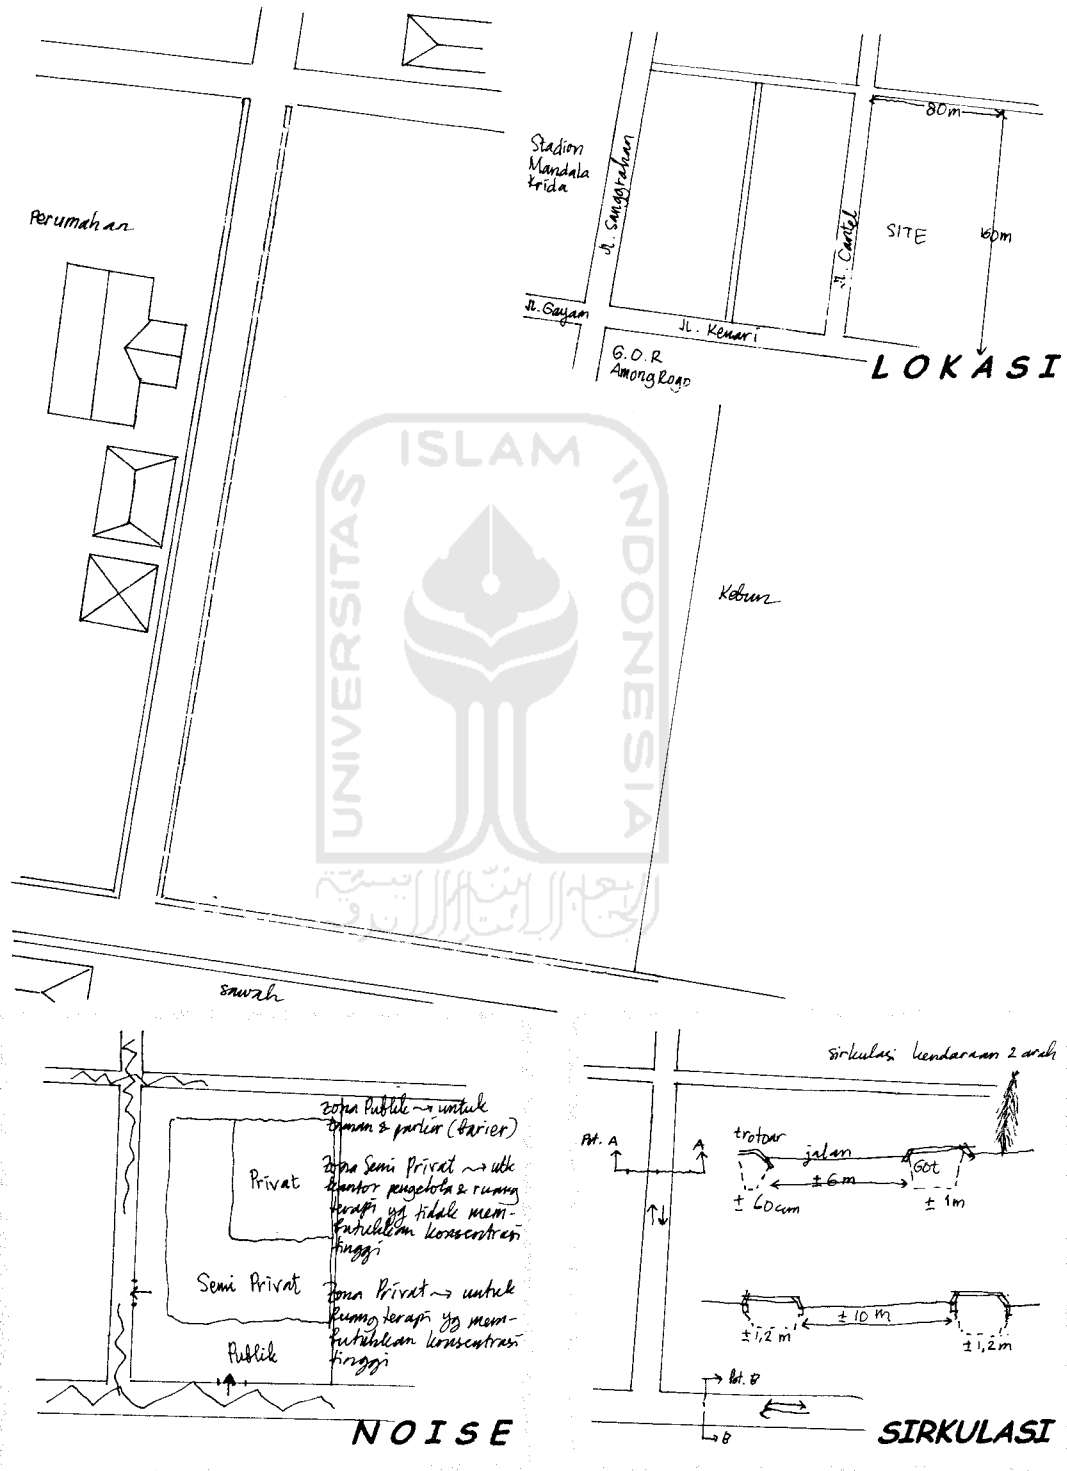 Perumahan
Stadion
Mandala
Krida
Jl. Sanggrahan
80m
Jl. Cantel
SITE
160m
Jl. Gayam
Jl. Kenari
G.O.R
Among Rogo
LOKASI
UNIVERSITAS
ISLAM
INDONESIA
Kebun
sawah
Zona Publik → untuk
taman & parkir (barier)
Zona Semi Privat → utk
kantor pengelola & ruang
terapi yg tidak mem-
butuhkan konsentrasi
tinggi
Zona Privat → untuk
Ruang terapi yg mem-
butuhkan konsentrasi
tinggi
Privat
Semi Privat
Publik
NOISE
sirkulasi kendaraan 2 arah
Pot. A
A
trotoar
jalan
GOT
± 60cm
± 6m
± 1m
± 1,2 m
± 10 m
± 1,2 m
Pot. B
B
SIRKULASI